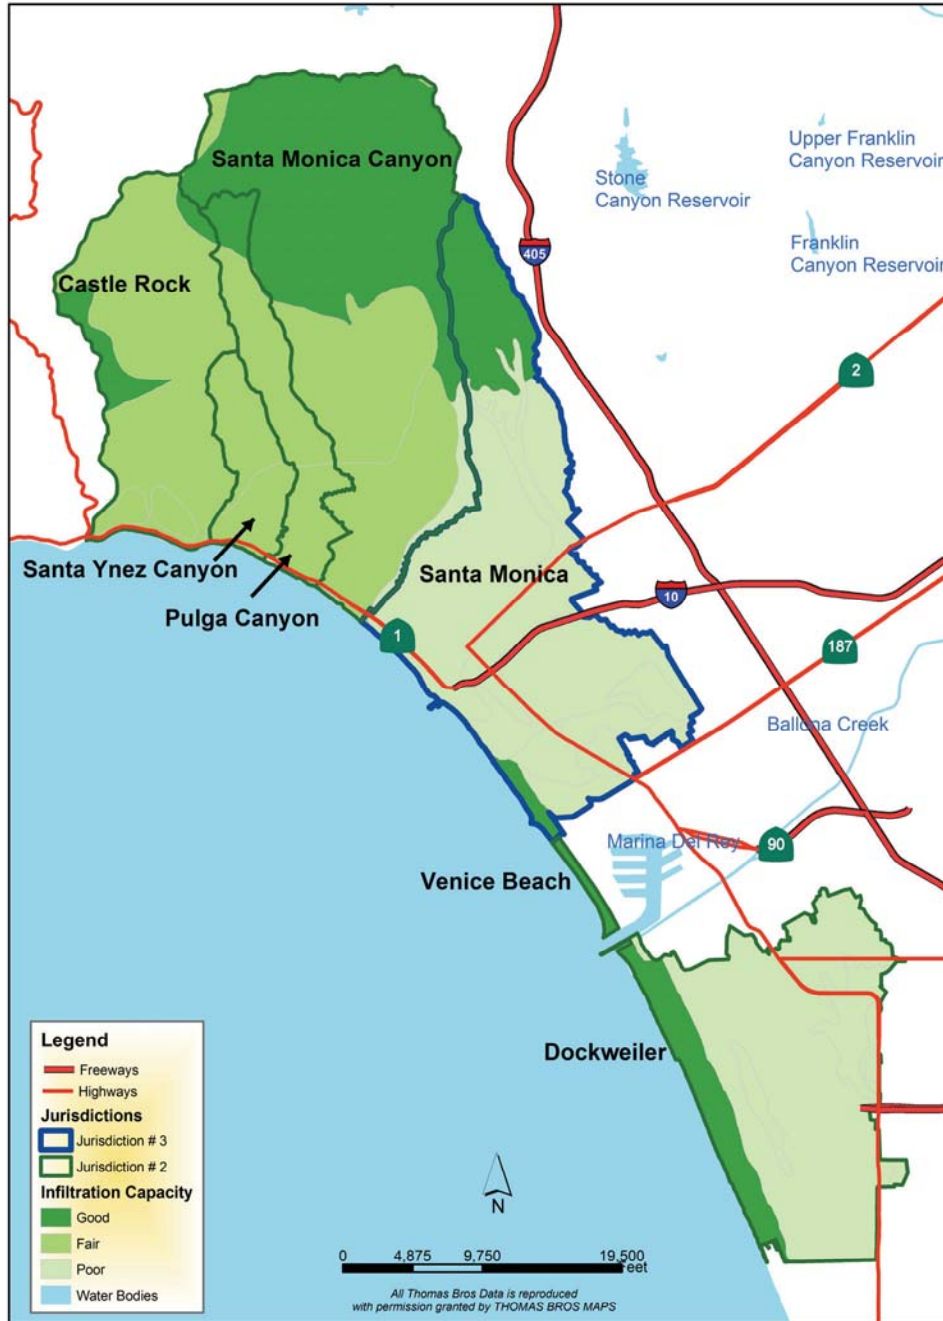 Santa Monica Canyon
Upper Franklin
Canyon Reservoir
Stone
Canyon Reservoir
Franklin
Canyon Reservoir
405
Castle Rock
2
Santa Ynez Canyon
Santa Monica
10
Pulga Canyon
1
187
Ballona Creek
Marina Del Rey
90
Venice Beach
Dockweiler
Legend
Freeways
Highways
Jurisdictions
Jurisdiction # 3
Jurisdiction # 2
Infiltration Capacity
Good
Fair
Poor
Water Bodies
N
0 4,875 9,750 19,500
Feet
All Thomas Bros Data is reproduced
with permission granted by THOMAS BROS MAPS